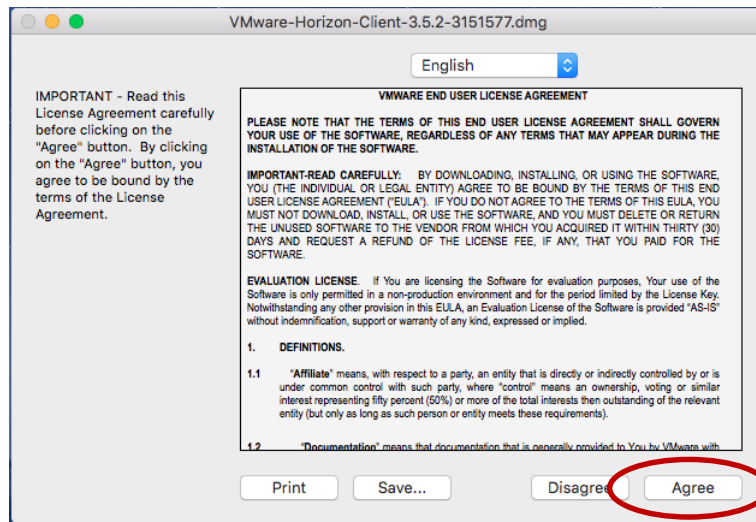 VMware-Horizon-Client-3.5.2-3151577.dmg
English
IMPORTANT - Read this
License Agreement carefully
before clicking on the
"Agree" button. By clicking
on the "Agree" button, you
agree to be bound by the
terms of the License
Agreement.
VMWARE END USER LICENSE AGREEMENT
PLEASE NOTE THAT THE TERMS OF THIS END USER LICENSE AGREEMENT SHALL GOVERN
YOUR USE OF THE SOFTWARE, REGARDLESS OF ANY TERMS THAT MAY APPEAR DURING THE
INSTALLATION OF THE SOFTWARE.
IMPORTANT-READ CAREFULLY: BY DOWNLOADING, INSTALLING, OR USING THE SOFTWARE,
YOU (THE INDIVIDUAL OR LEGAL ENTITY) AGREE TO BE BOUND BY THE TERMS OF THIS END
USER LICENSE AGREEMENT ("EULA"). IF YOU DO NOT AGREE TO THE TERMS OF THIS EULA, YOU
MUST NOT DOWNLOAD, INSTALL, OR USE THE SOFTWARE, AND YOU MUST DELETE OR RETURN
THE UNUSED SOFTWARE TO THE VENDOR FROM WHICH YOU ACQUIRED IT WITHIN THIRTY (30)
DAYS AND REQUEST A REFUND OF THE LICENSE FEE, IF ANY, THAT YOU PAID FOR THE
SOFTWARE.
EVALUATION LICENSE. If You are licensing the Software for evaluation purposes, Your use of the
Software is only permitted in a non-production environment and for the period limited by the License Key.
Notwithstanding any other provision in this EULA, an Evaluation License of the Software is provided "AS-IS"
without indemnification, support or warranty of any kind, expressed or implied.
1. DEFINITIONS.
1.1 "Affiliate" means, with respect to a party, an entity that is directly or indirectly controlled by or is
under common control with such party, where "control" means an ownership, voting or similar
interest representing fifty percent (50%) or more of the total interests then outstanding of the relevant
entity (but only as long as such person or entity meets these requirements).
1.2 "Documentation" means that documentation that is generally provided to You by VMware with
Print Save... Disagree Agree